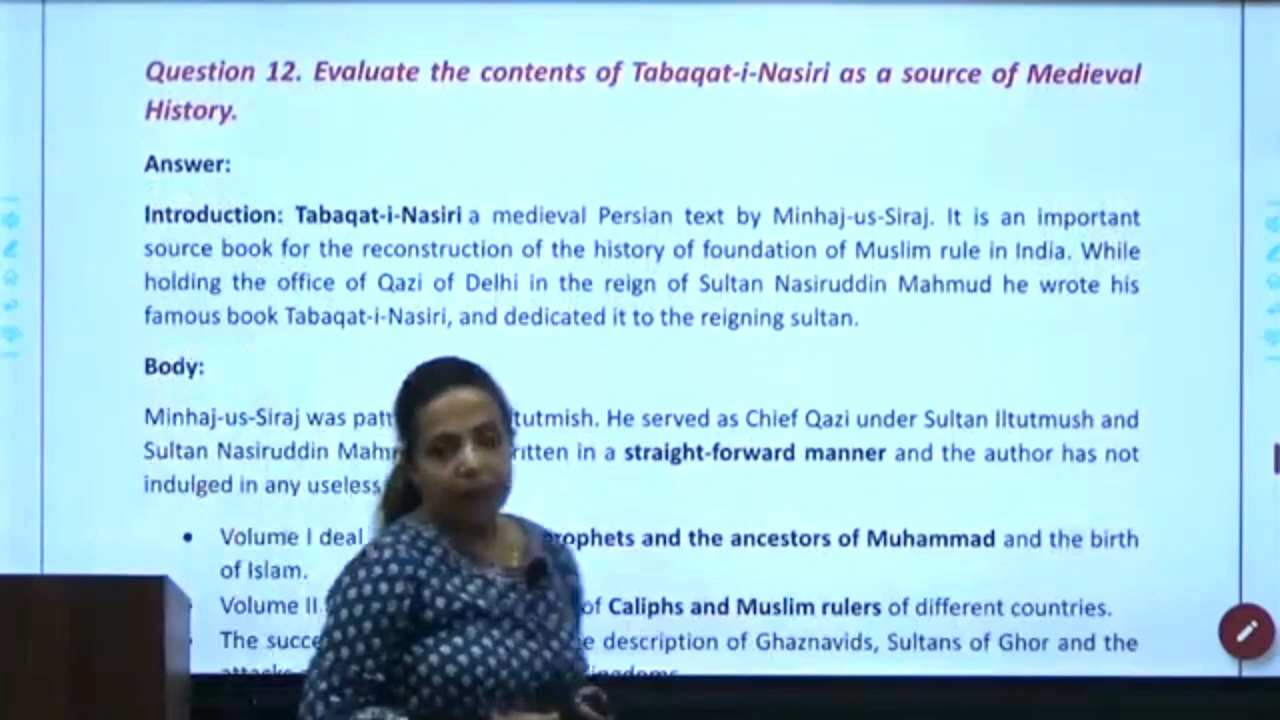 Question 12. Evaluate the contents of Tabaqat-i-Nasiri as a source of Medieval
History.
Answer:
Introduction: Tabaqat-i-Nasiri a medieval Persian text by Minhaj-us-Siraj. It is an important
source book for the reconstruction of the history of foundation of Muslim rule in India. While
holding the office of Qazi of Delhi in the reign of Sultan Nasiruddin Mahmud he wrote his
famous book Tabaqat-i-Nasiri, and dedicated it to the reigning sultan.
Body:
Minhaj-us-Siraj was tutmish. He served as Chief Qazi under Sultan Iltutmush and
Sultan Nasiruddin in a straight-forward manner and the author has not
indulged in any useless
• Volume I deal and the ancestors of Muhammad and the birth
of Islam.
Volume II of Caliphs and Muslim rulers of different countries.
The description of Ghaznavids, Sultans of Ghor and the